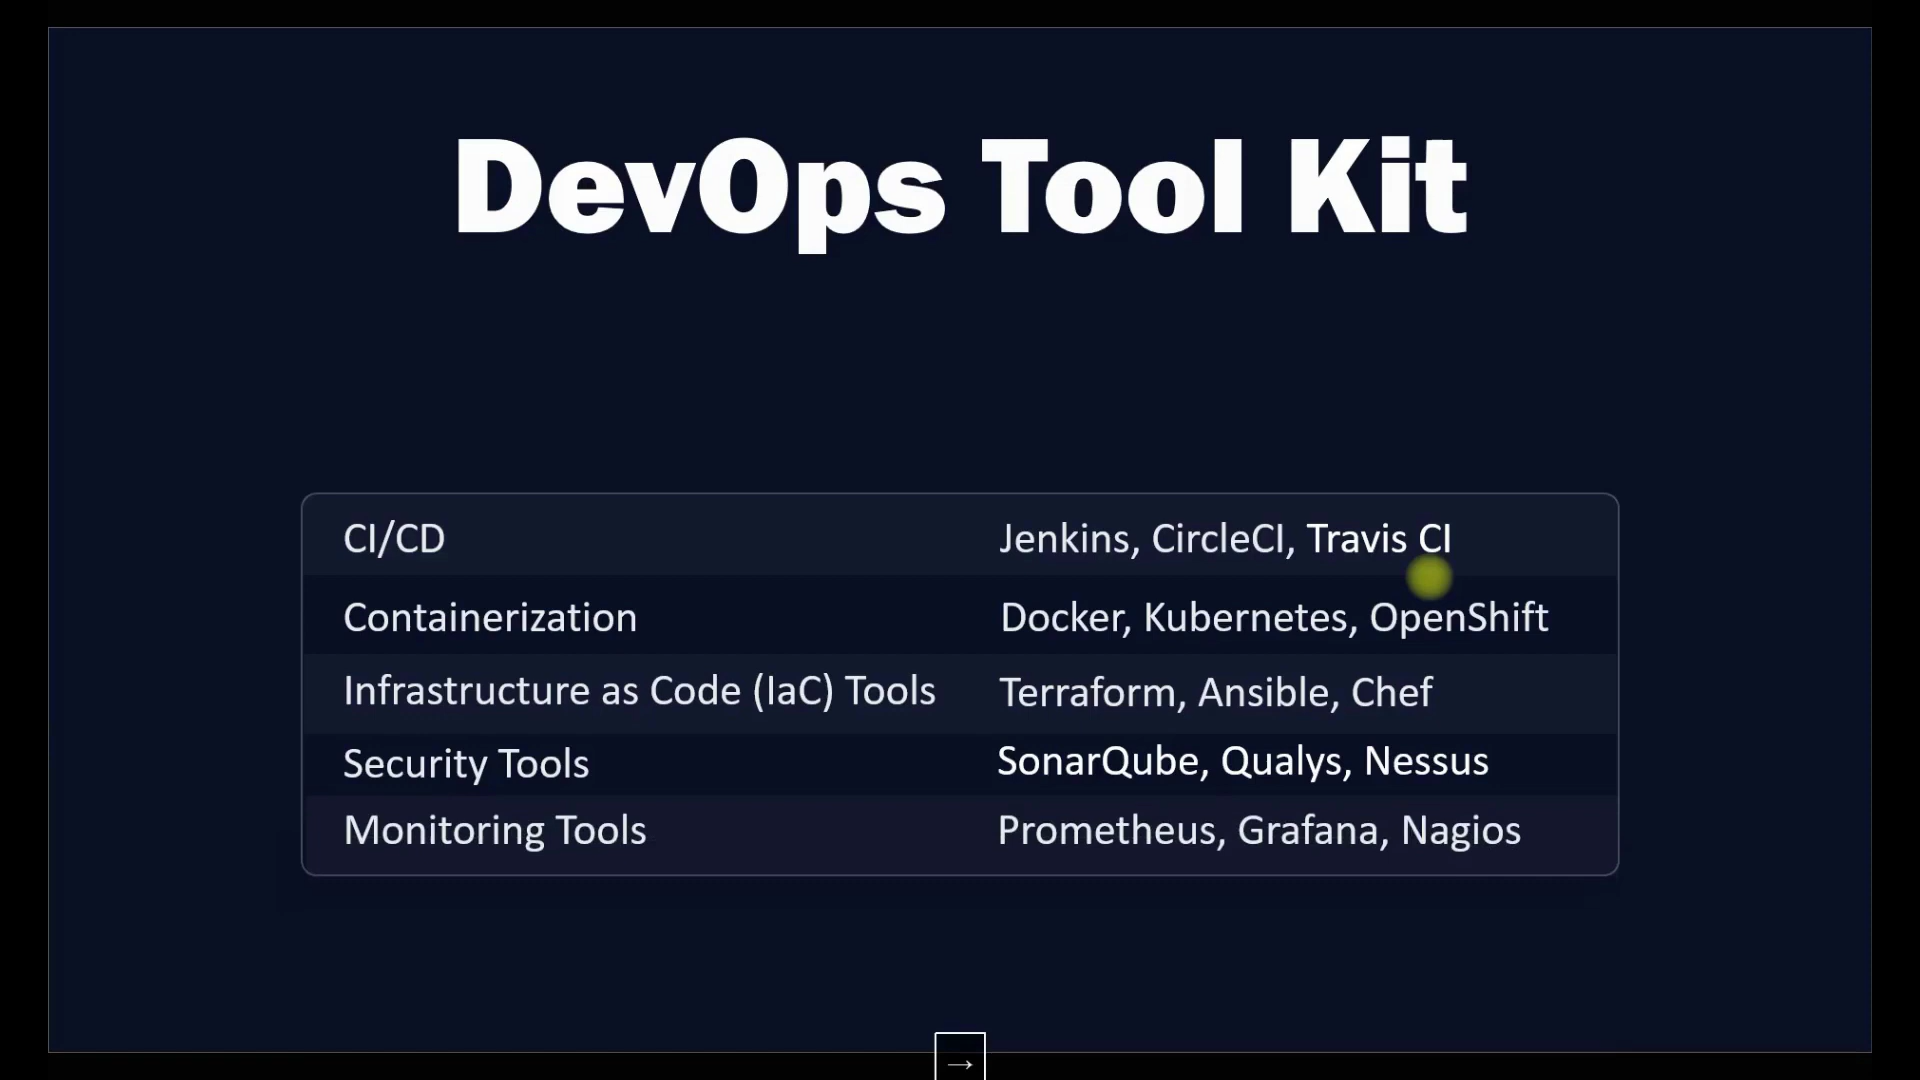 DevOps Tool Kit
CI/CD Jenkins, CircleCI, Travis CI
Containerization Docker, Kubernetes, OpenShift
Infrastructure as Code (IaC) Tools Terraform, Ansible, Chef
Security Tools SonarQube, Qualys, Nessus
Monitoring Tools Prometheus, Grafana, Nagios
→